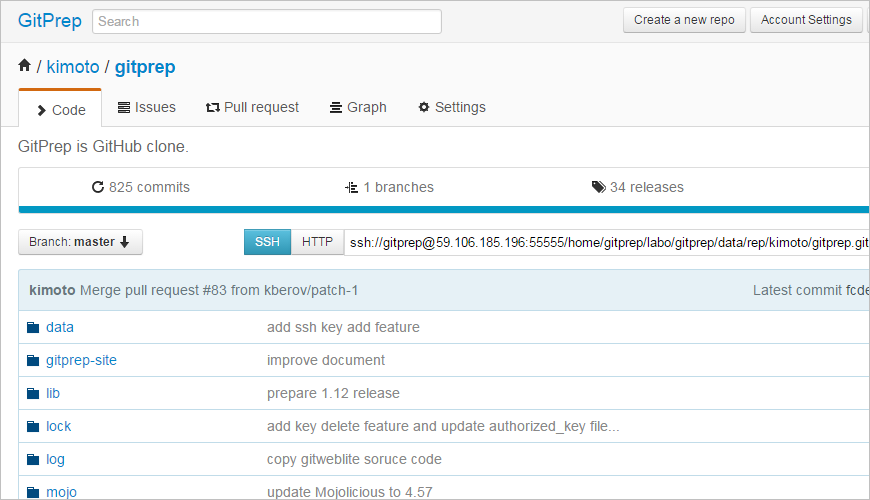 GitPrep Search Create a new repo Account Settings
/ kimoto / gitprep
Code Issues Pull request Graph Settings
GitPrep is GitHub clone.
825 commits 1 branches 34 releases
Branch: master SSH HTTP ssh://gitprep@59.106.185.196:55555/home/gitprep/labo/gitprep/data/rep/kimoto/gitprep.git
kimoto Merge pull request #83 from kberov/patch-1 Latest commit fcde
data add ssh key add feature
gitprep-site improve document
lib prepare 1.12 release
lock add key delete feature and update authorized_key file...
log copy gitweblite soruce code
mojo update Mojolicious to 4.57